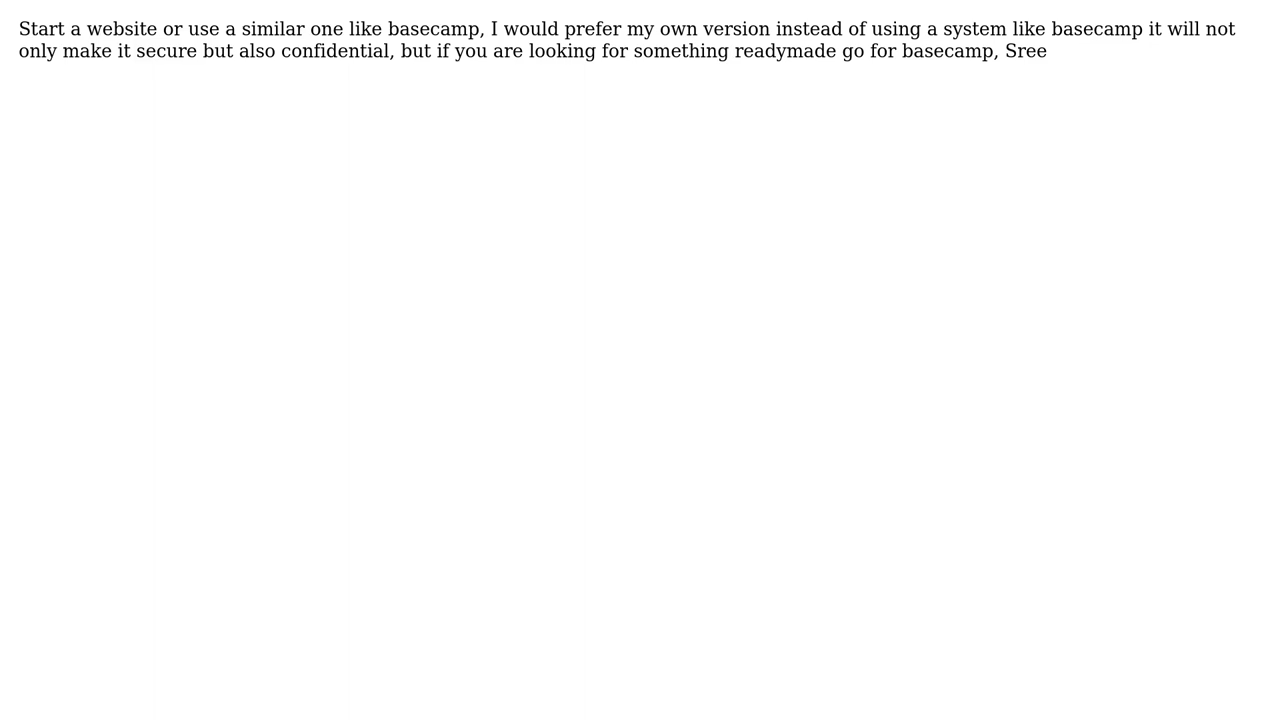 Start a website or use a similar one like basecamp, I would prefer my own version instead of using a system like basecamp it will not
only make it secure but also confidential, but if you are looking for something readymade go for basecamp, Sree